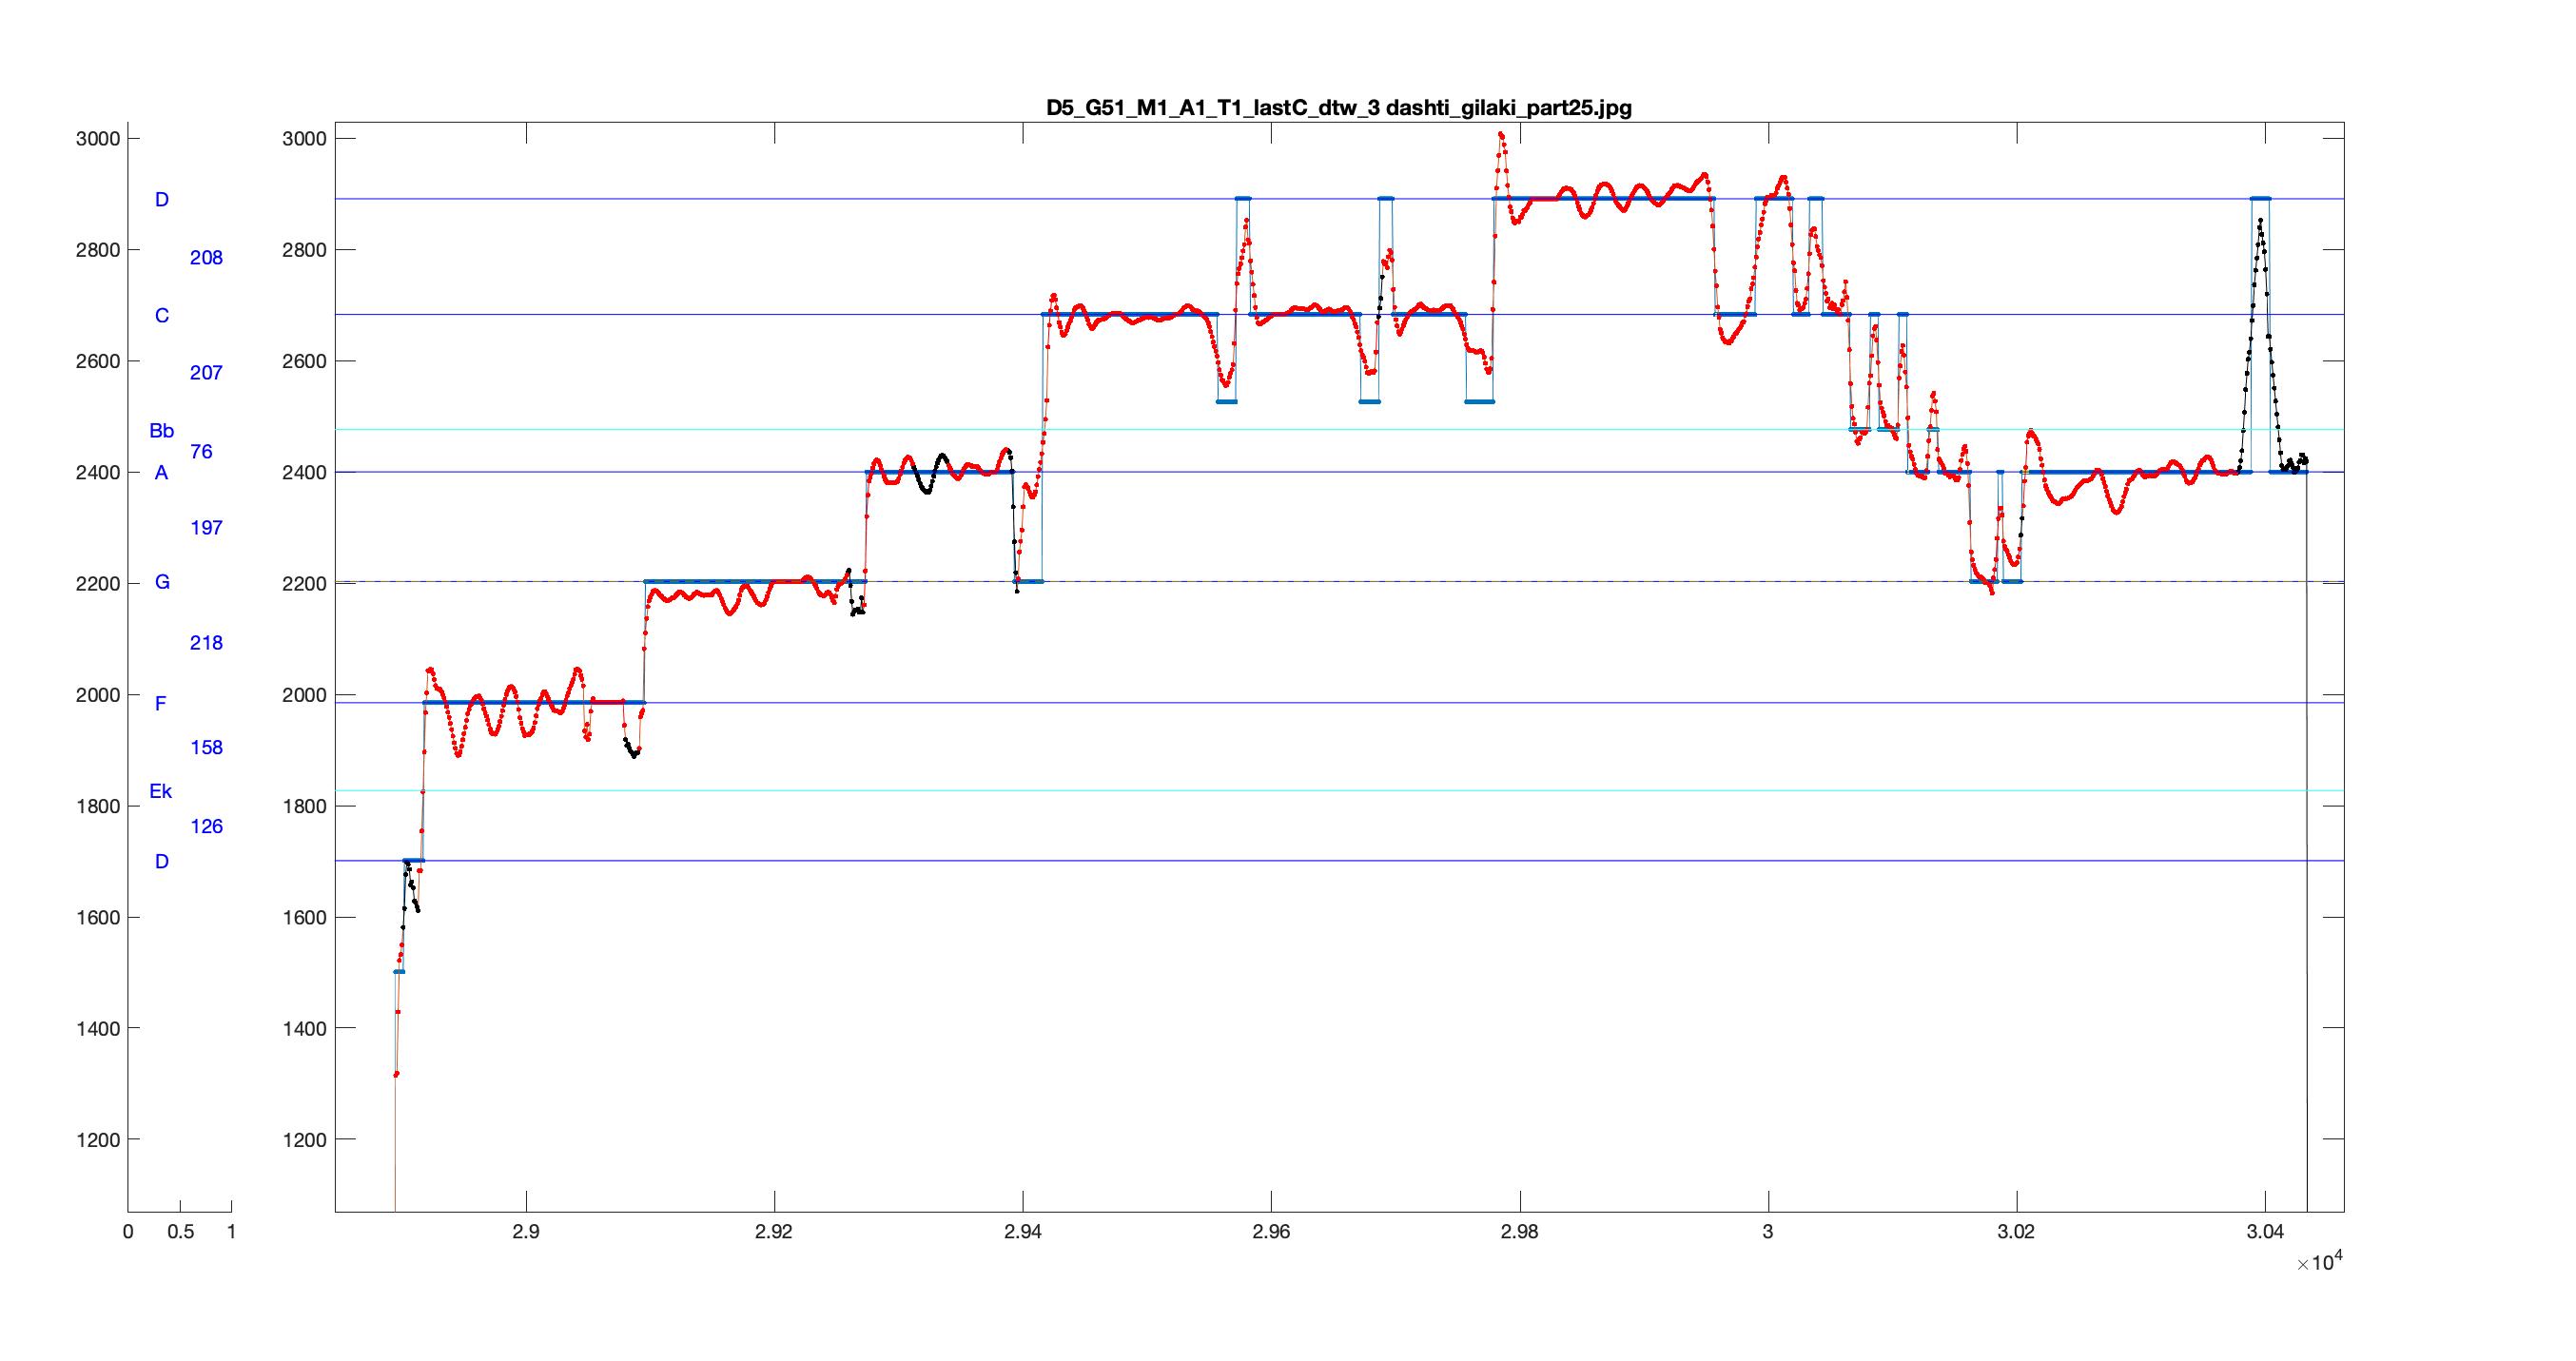 D5_G51_M1_A1_T1_lastC_dtw_3 dashti_gilaki_part25.jpg
3000 3000
D
2800 208 2800
C
2600 207 2600
Bb
76
2400 A 2400
197
2200 G 2200
218
2000 F 2000
158
Ek
1800 126 1800
D
1600 1600
1400 1400
1200 1200
0 0.5 1 2.9 2.92 2.94 2.96 2.98 3 3.02 3.04
×10^4